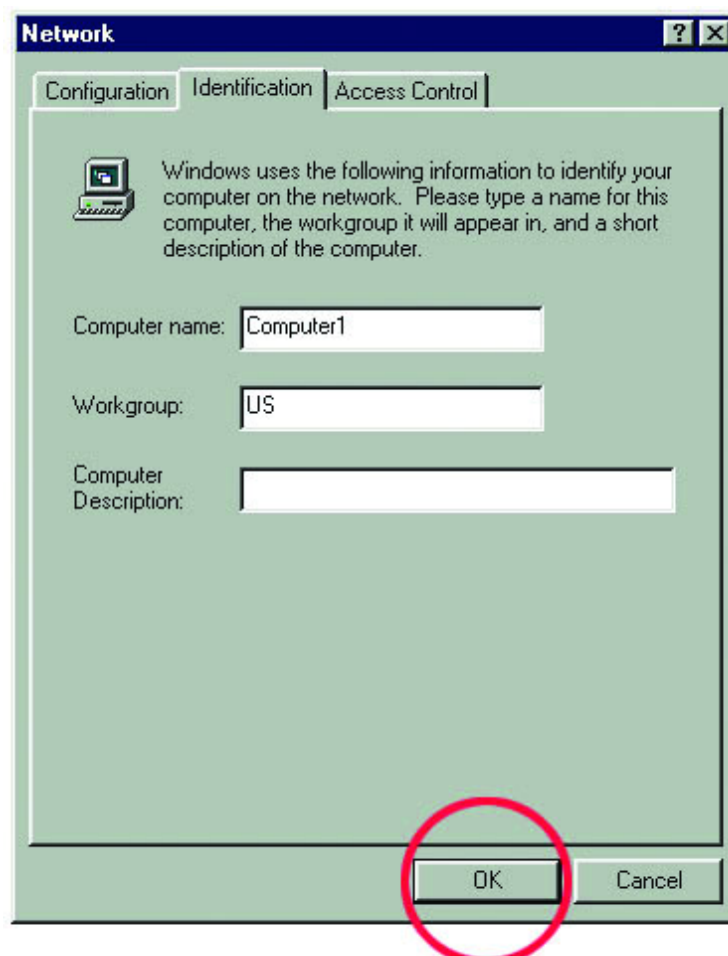 Network
Configuration Identification Access Control
Windows uses the following information to identify your
computer on the network. Please type a name for this
computer, the workgroup it will appear in, and a short
description of the computer.
Computer name: Computer1
Workgroup: US
Computer
Description:
OK Cancel